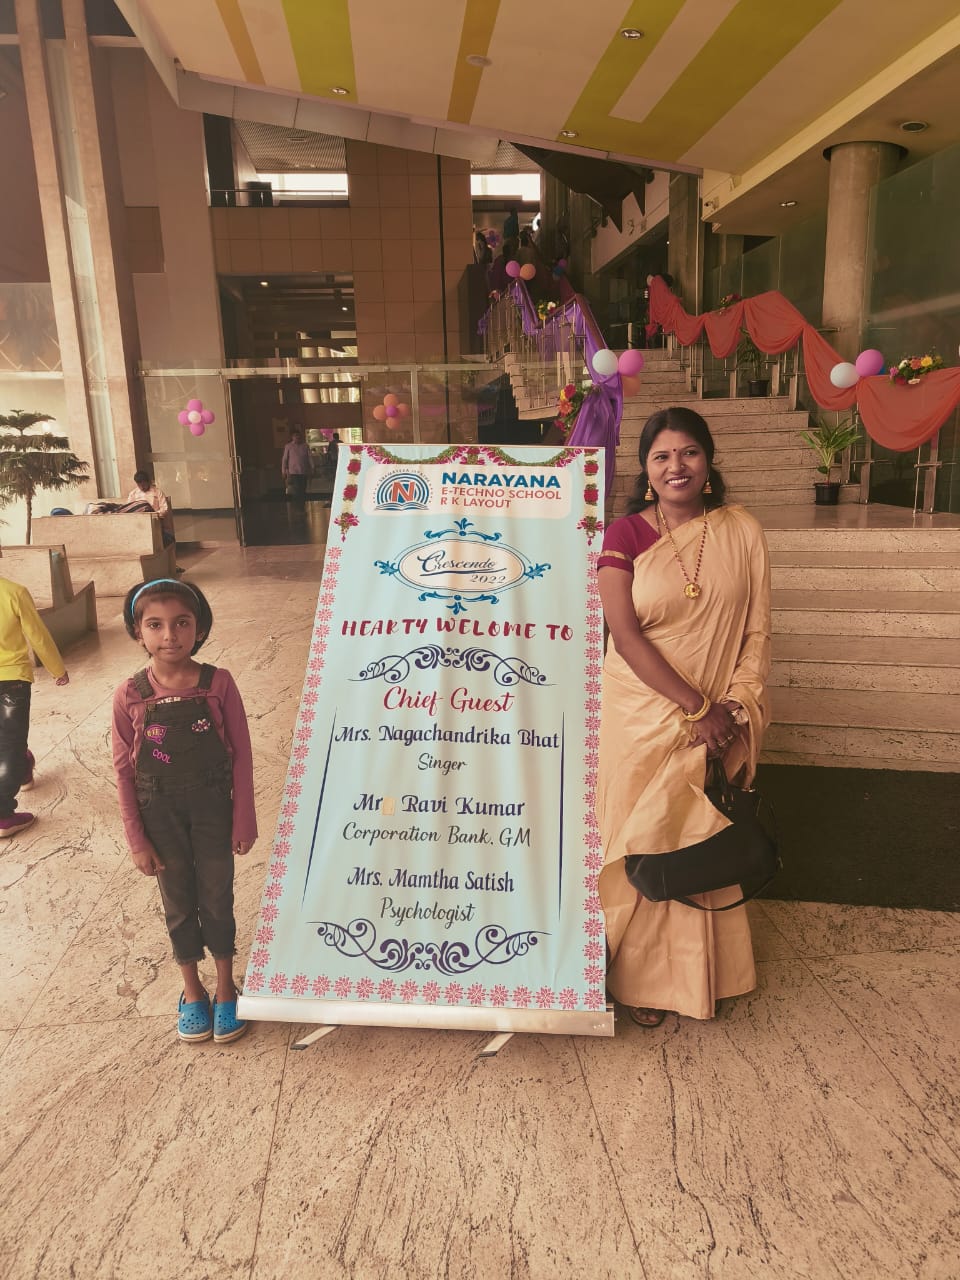 NARAYANA
E-TECHNO SCHOOL
R K LAYOUT
N
Crescendo
2022
HEARTY WELOME TO
Chief Guest
Mrs. Nagachandrika Bhat
Singer
Mr Ravi Kumar
Corporation Bank, GM
Mrs. Mamtha Satish
Psychologist
COOL